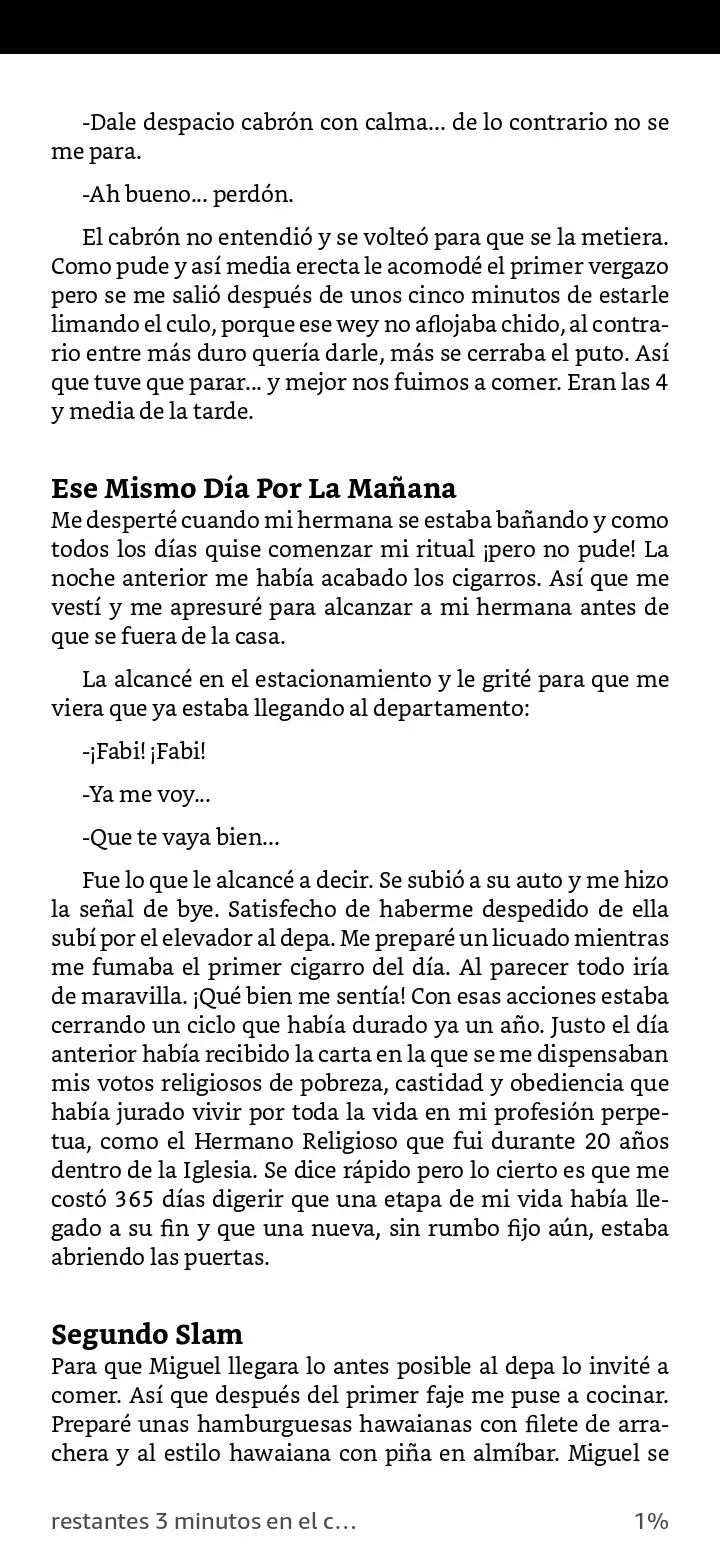 -Dale despacio cabrón con calma... de lo contrario no se
me para.
-Ah bueno... perdón.
El cabrón no entendió y se volteó para que se la metiera.
Como pude y así media erecta le acomodé el primer vergazo
pero se me salió después de unos cinco minutos de estarle
limando el culo, porque ese wey no aflojaba chido, al contra-
rio entre más duro quería darle, más se cerraba el puto. Así
que tuve que parar... y mejor nos fuimos a comer. Eran las 4
y media de la tarde.
Ese Mismo Día Por La Mañana
Me desperté cuando mi hermana se estaba bañando y como
todos los días quise comenzar mi ritual ¡pero no pude! La
noche anterior me había acabado los cigarros. Así que me
vestí y me apresuré para alcanzar a mi hermana antes de
que se fuera de la casa.
La alcancé en el estacionamiento y le grité para que me
viera que ya estaba llegando al departamento:
-¡Fabi! ¡Fabi!
-Ya me voy...
-Que te vaya bien...
Fue lo que le alcancé a decir. Se subió a su auto y me hizo
la señal de bye. Satisfecho de haberme despedido de ella
subí por el elevador al depa. Me preparé un licuado mientras
me fumaba el primer cigarro del día. Al parecer todo iría
de maravilla. ¡Qué bien me sentía! Con esas acciones estaba
cerrando un ciclo que había durado ya un año. Justo el día
anterior había recibido la carta en la que se me dispensaban
mis votos religiosos de pobreza, castidad y obediencia que
había jurado vivir por toda la vida en mi profesión perpe-
tua, como el Hermano Religioso que fui durante 20 años
dentro de la Iglesia. Se dice rápido pero lo cierto es que me
costó 365 días digerir que una etapa de mi vida había lle-
gado a su fin y que una nueva, sin rumbo fijo aún, estaba
abriendo las puertas.
Segundo Slam
Para que Miguel llegara lo antes posible al depa lo invité a
comer. Así que después del primer faje me puse a cocinar.
Preparé unas hamburguesas hawaianas con filete de arra-
chera y al estilo hawaiana con piña en almíbar. Miguel se
restantes 3 minutos en el c... 1%